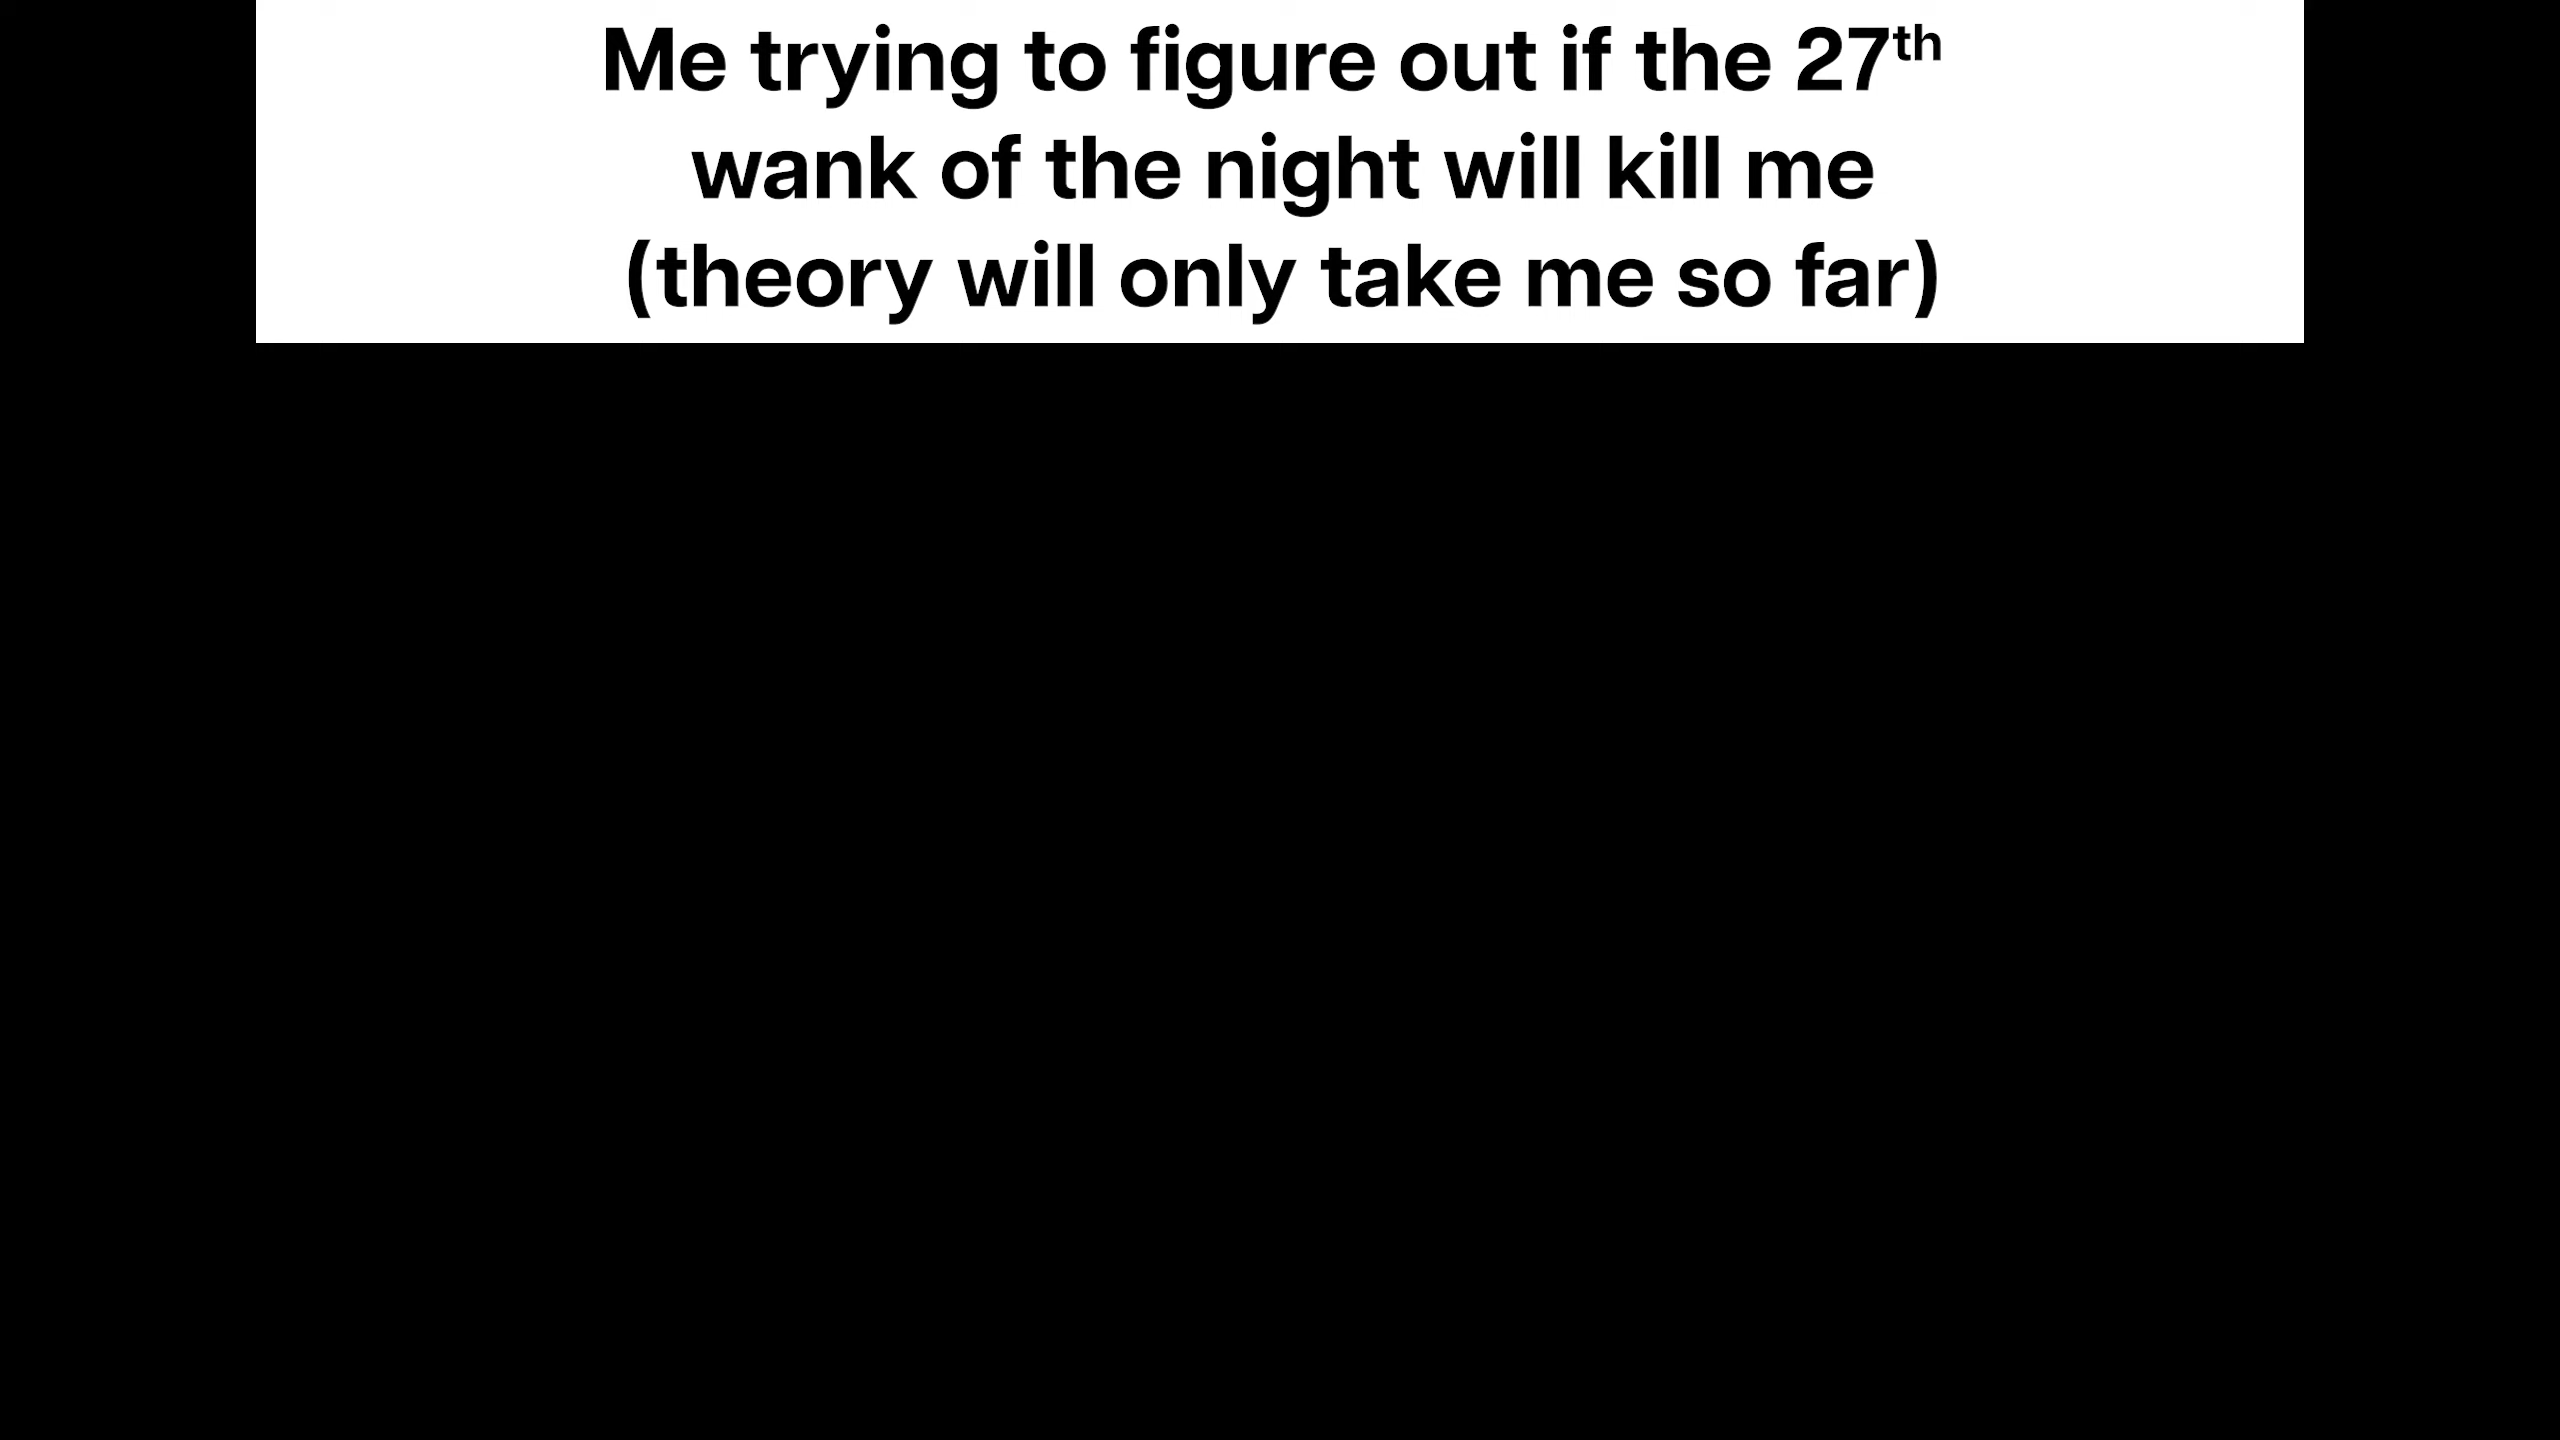 Me trying to figure out if the 27th
wank of the night will kill me
(theory will only take me so far)